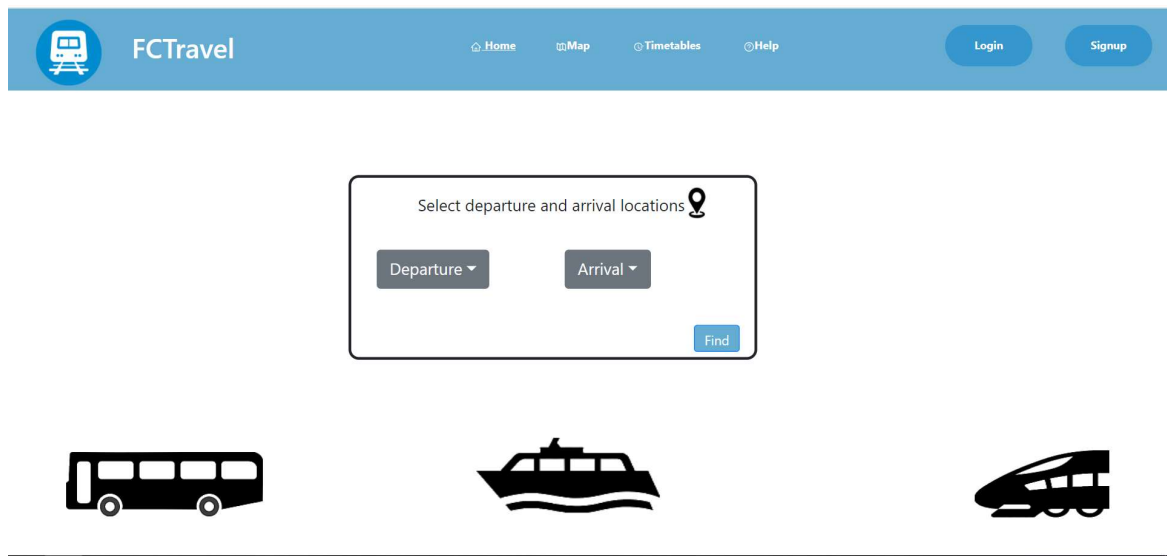 FCTravel
Home Map Timetables Help
Login Signup
Select departure and arrival locations
Departure Arrival
Find